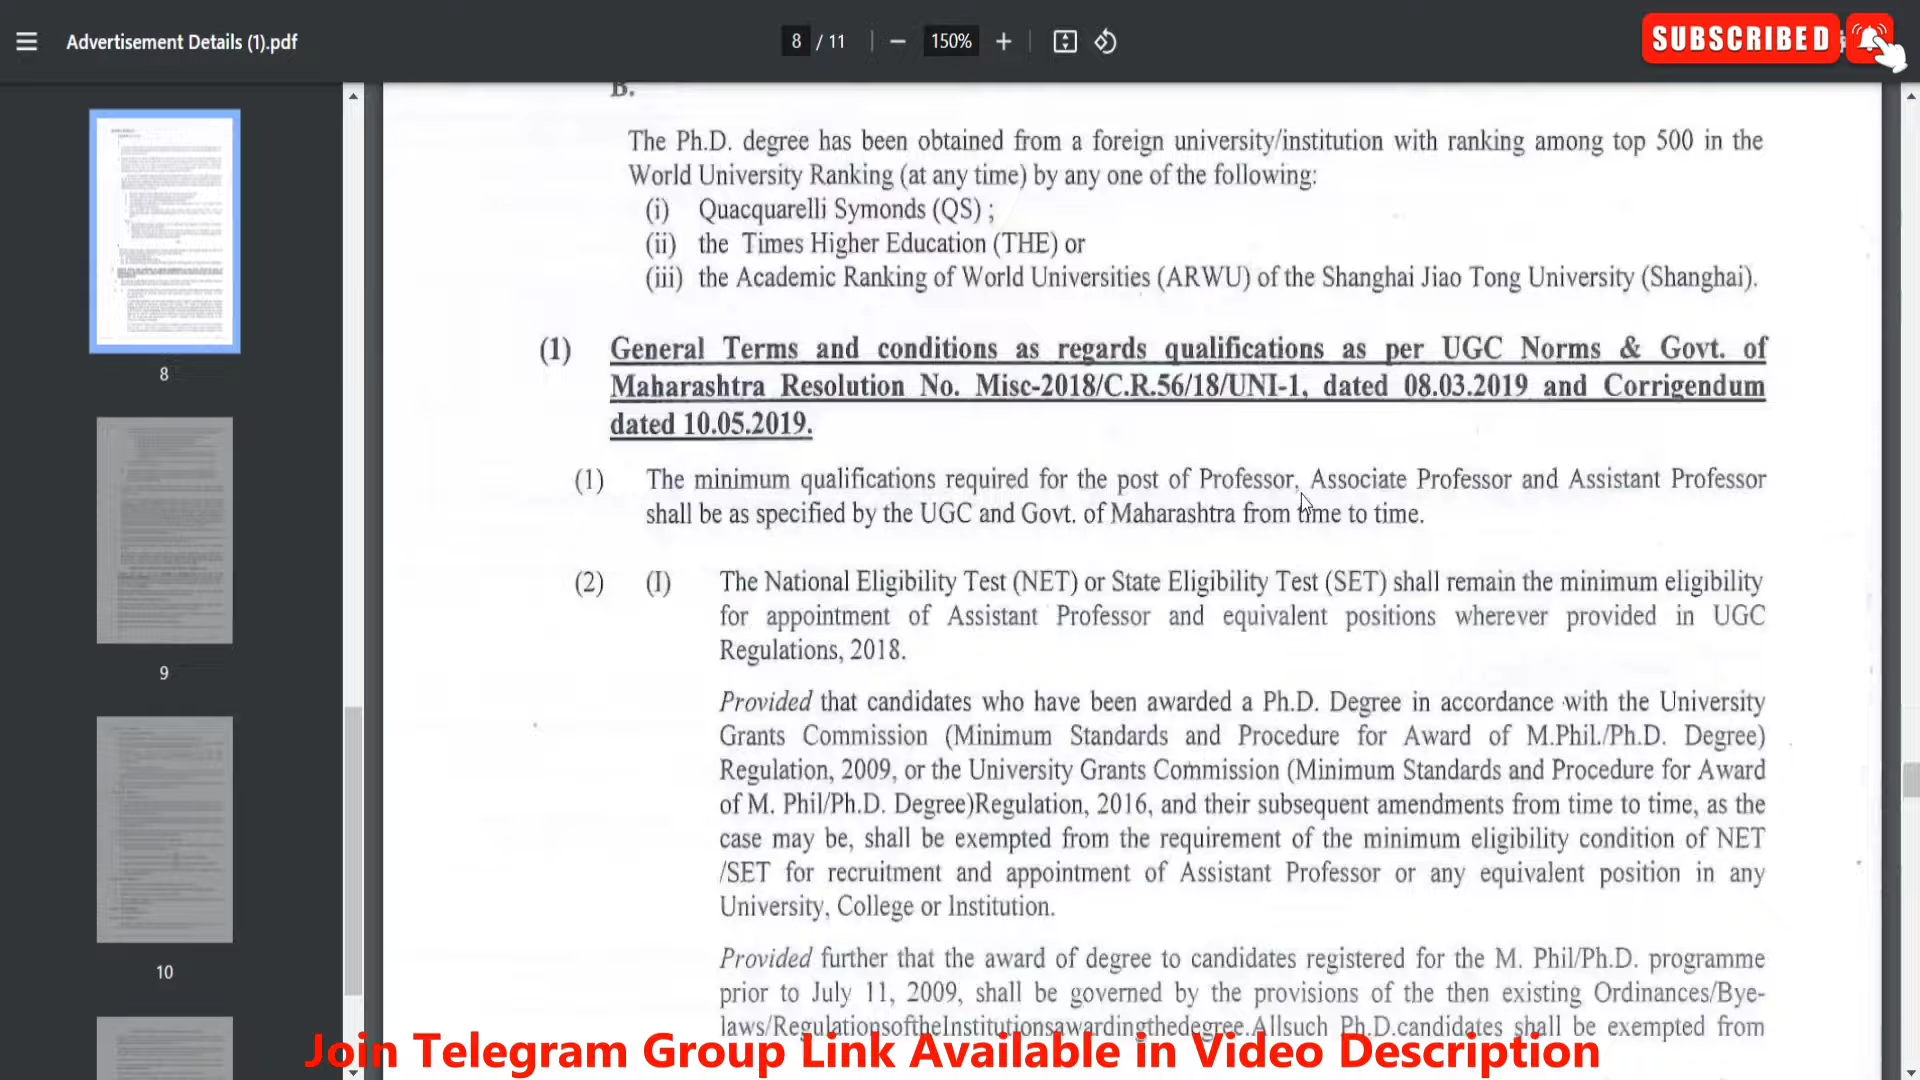 Advertisement Details (1).pdf
8 / 11
150%
SUBSCRIBED
B.
The Ph.D. degree has been obtained from a foreign university/institution with ranking among top 500 in the
World University Ranking (at any time) by any one of the following:
(i) Quacquarelli Symonds (QS) ;
(ii) the Times Higher Education (THE) or
(iii) the Academic Ranking of World Universities (ARWU) of the Shanghai Jiao Tong University (Shanghai).
(1) General Terms and conditions as regards qualifications as per UGC Norms & Govt. of
Maharashtra Resolution No. Misc-2018/C.R.56/18/UNI-1, dated 08.03.2019 and Corrigendum
dated 10.05.2019.
(1) The minimum qualifications required for the post of Professor, Associate Professor and Assistant Professor
shall be as specified by the UGC and Govt. of Maharashtra from time to time.
(2) (I) The National Eligibility Test (NET) or State Eligibility Test (SET) shall remain the minimum eligibility
for appointment of Assistant Professor and equivalent positions wherever provided in UGC
Regulations, 2018.
Provided that candidates who have been awarded a Ph.D. Degree in accordance with the University
Grants Commission (Minimum Standards and Procedure for Award of M.Phil./Ph.D. Degree)
Regulation, 2009, or the University Grants Commission (Minimum Standards and Procedure for Award
of M. Phil/Ph.D. Degree)Regulation, 2016, and their subsequent amendments from time to time, as the
case may be, shall be exempted from the requirement of the minimum eligibility condition of NET
/SET for recruitment and appointment of Assistant Professor or any equivalent position in any
University, College or Institution.
Provided further that the award of degree to candidates registered for the M. Phil/Ph.D. programme
prior to July 11, 2009, shall be governed by the provisions of the then existing Ordinances/Bye-
laws/RegulationsoftheInstitutionsawardingthedegree.Allsuch Ph.D.candidates shall be exempted from
8
9
10
Join Telegram Group Link Available in Video Description